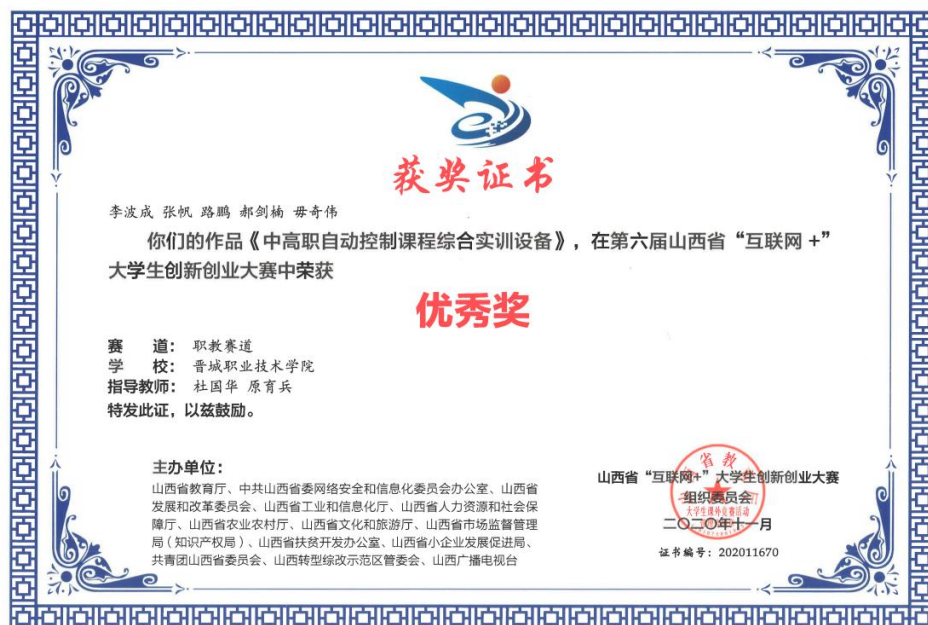 获奖证书
李波成 张帆 路鹏 郝剑楠 毋奇伟
你们的作品《中高职自动控制课程综合实训设备》，在第六届山西省“互联网+”
大学生创新创业大赛中荣获
优秀奖
赛 道： 职教赛道
学 校： 晋城职业技术学院
指导教师： 杜国华 原育兵
特发此证，以兹鼓励。
主办单位：
山西省教育厅、中共山西省委网络安全和信息化委员会办公室、山西省
发展和改革委员会、山西省工业和信息化厅、山西省人力资源和社会保
障厅、山西省农业农村厅、山西省文化和旅游厅、山西省市场监督管理
局（知识产权局）、山西省扶贫开发办公室、山西省小企业发展促进局、
共青团山西省委员会、山西转型综改示范区管委会、山西广播电视台
山西省“互联网+”大学生创新创业大赛
组织委员会
大学生课外竞赛活动
二〇二〇年十一月
证书编号：202011670